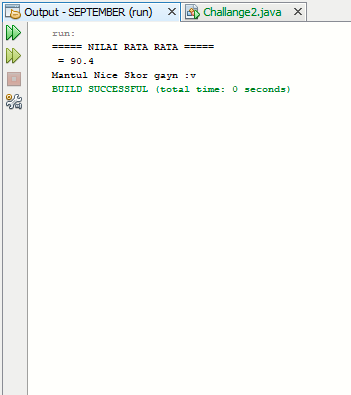 Output - SEPTEMBER (run) Challange2.java
run:
===== NILAI RATA RATA =====
= 90.4
Mantul Nice Skor gayn :v
BUILD SUCCESSFUL (total time: 0 seconds)